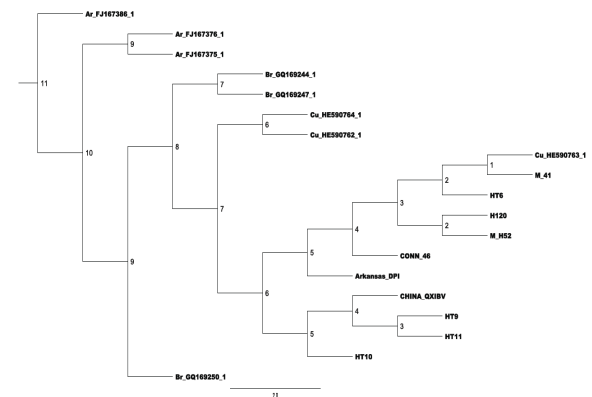 Ar_FJ167386_1
Ar_FJ167376_1
9
Ar_FJ167375_1
11
Br_GQ169244_1
7
Br_GQ169247_1
Cu_HE590764_1
6
Cu_HE590762_1
8
10
Cu_HE590763_1
1
M_41
2
HT6
3
H120
2
M_H52
7
4
CONN_46
5
Arkansas_DPI
9
6
CHINA_QXIBV
4
HT9
3
HT11
5
HT10
Br_GQ169250_1